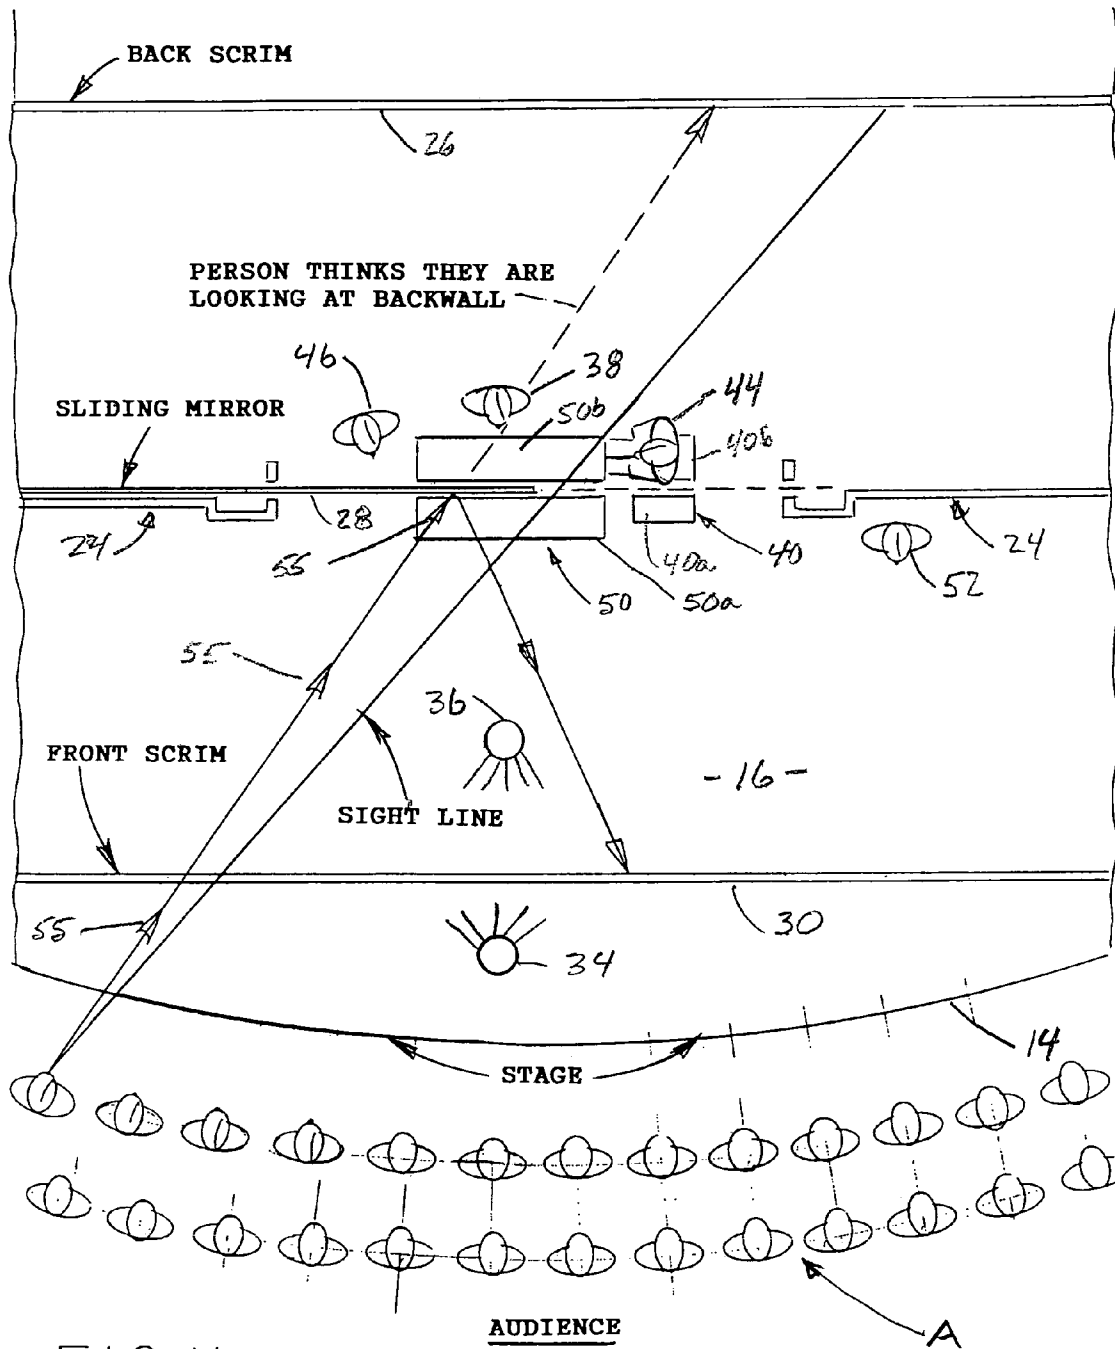 BACK SCRIM
26
PERSON THINKS THEY ARE
LOOKING AT BACKWALL
46
38
44
50b
40b
SLIDING MIRROR
28
24
55
50
40a
40
50a
24
52
55
36
FRONT SCRIM
-16-
SIGHT LINE
30
55
34
14
STAGE
AUDIENCE
A